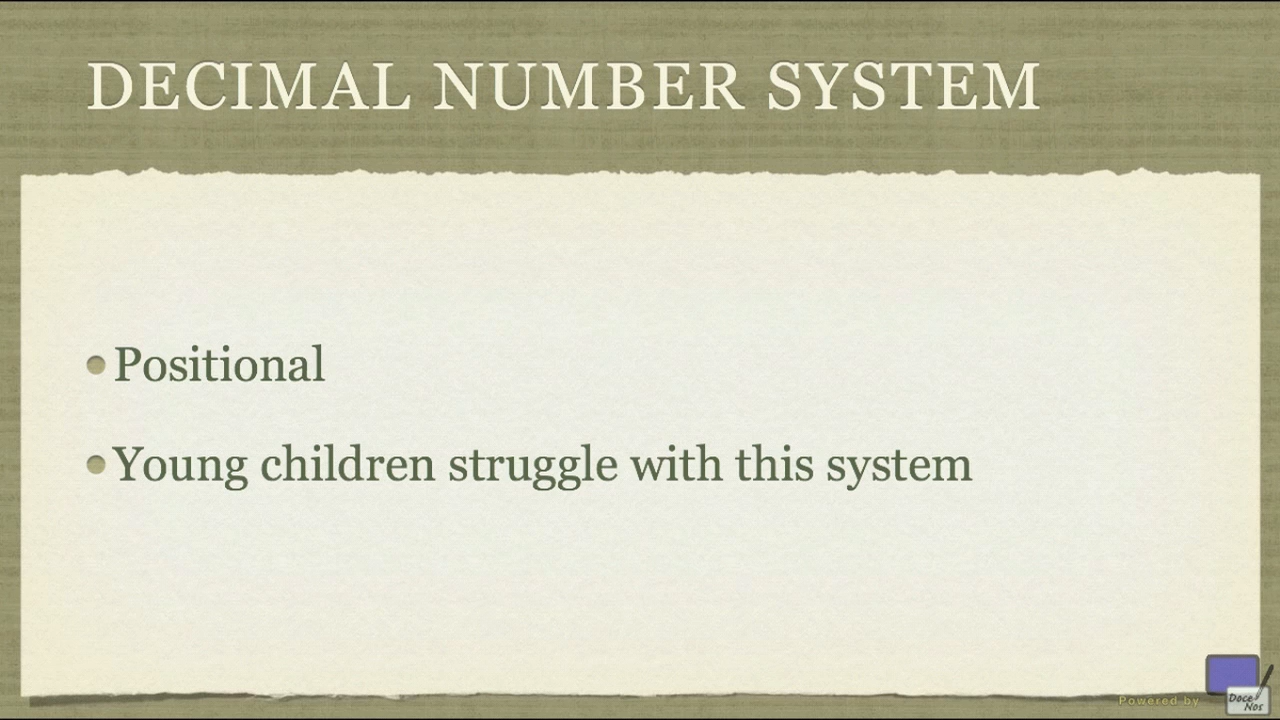 DECIMAL NUMBER SYSTEM
• Positional
• Young children struggle with this system
Powered by
Doce
Nos